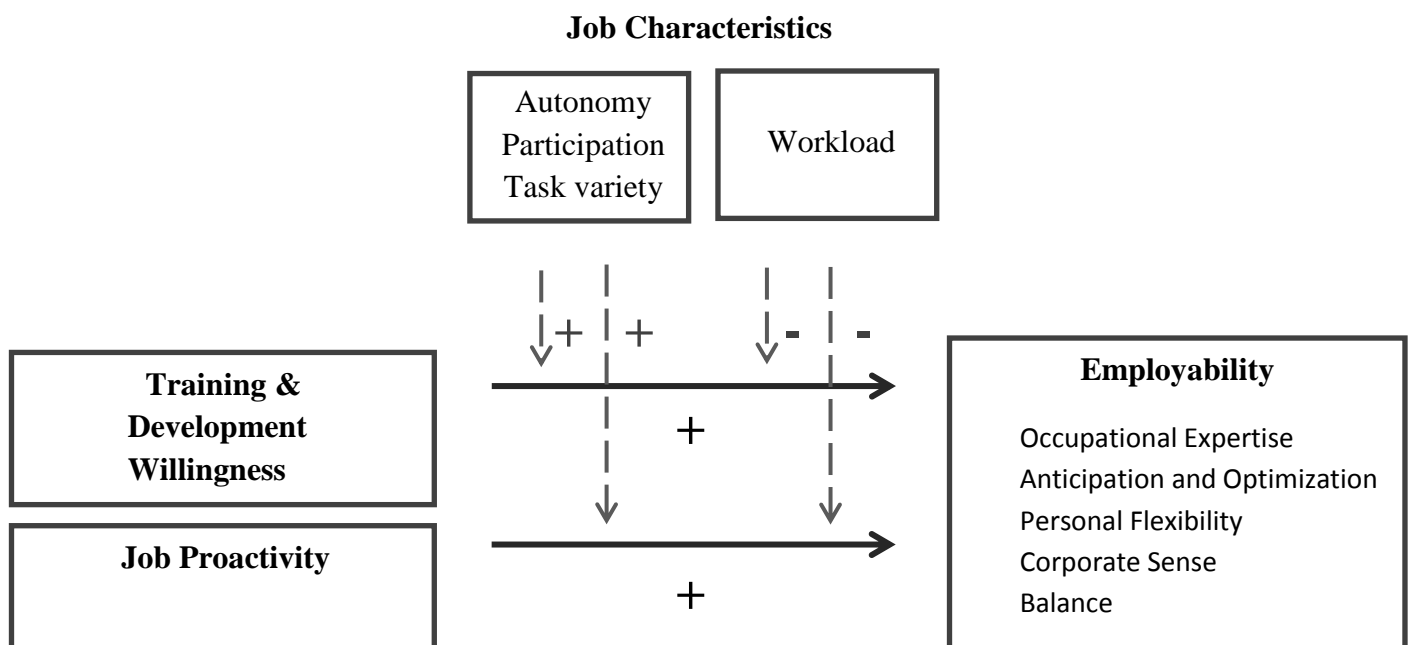 Job Characteristics
Autonomy
Participation
Task variety
Workload
+ + - -
Training &
Development
Willingness
+
Job Proactivity
+
Employability
Occupational Expertise
Anticipation and Optimization
Personal Flexibility
Corporate Sense
Balance